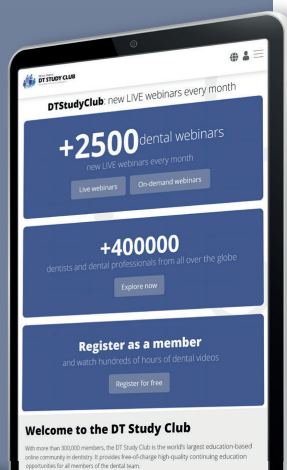 DT STUDY CLUB
DTStudyClub: new LIVE webinars every month
+2500 dental webinars
new LIVE webinars every month
Live webinars
On-demand webinars
+400000
dentists and dental professionals from all over the globe
Explore now
Register as a member
and watch hundreds of hours of dental videos
Register for free
Welcome to the DT Study Club
With more than 300,000 members, the DT Study Club is the world's largest education-based
online community in dentistry. It provides free-of-charge high-quality continuing education
opportunities for all members of the dental team.